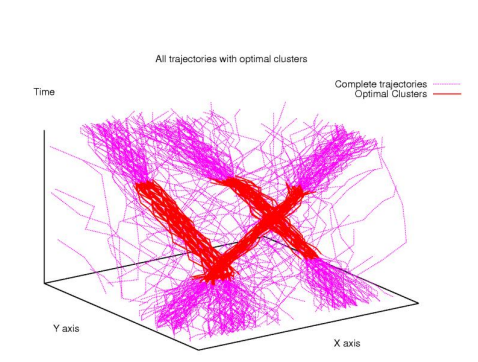 All trajectories with optimal clusters
Complete trajectories
Optimal Clusters
Time
Y axis
X axis